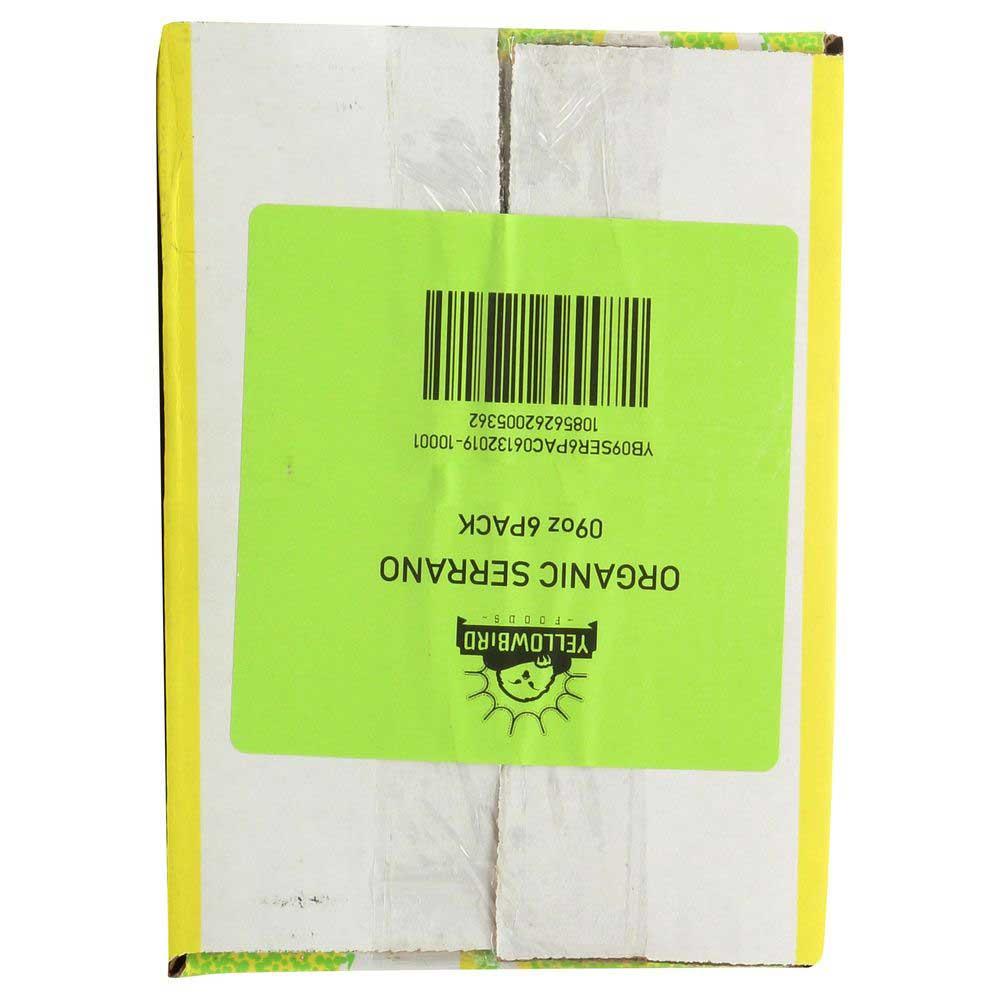 YELLOWBIRD
-FOODS-
ORGANIC SERRANO
09oz 6PACK
YB09SER6PAC06132019-10001
10856262005362